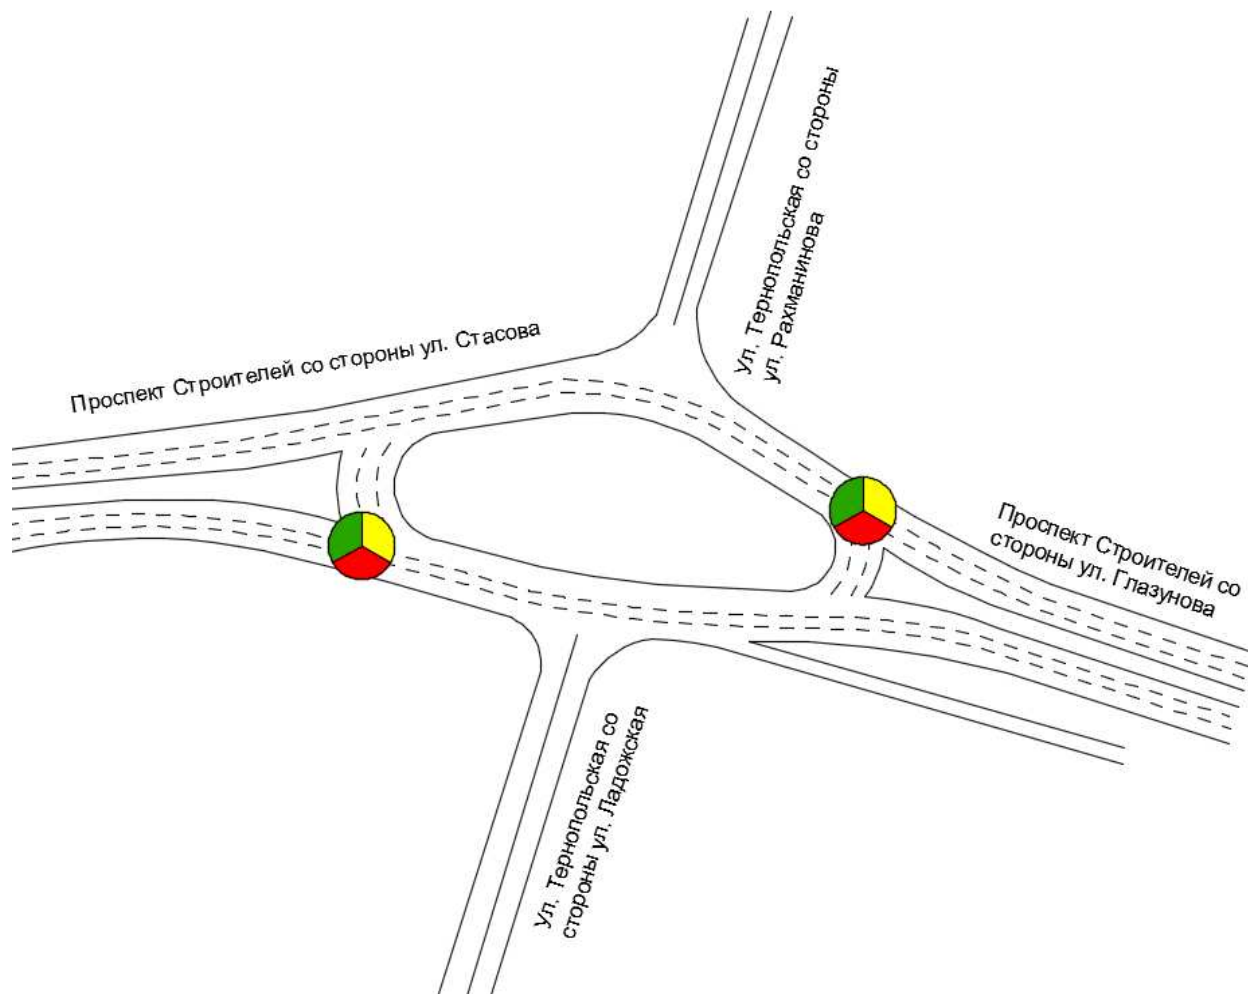 Ул. Тернопольская со стороны
ул. Рахманинова
Проспект Строителей со стороны ул. Стасова
Проспект Строителей со
стороны ул. Глазунова
Ул. Тернопольская со
стороны ул. Ладожская